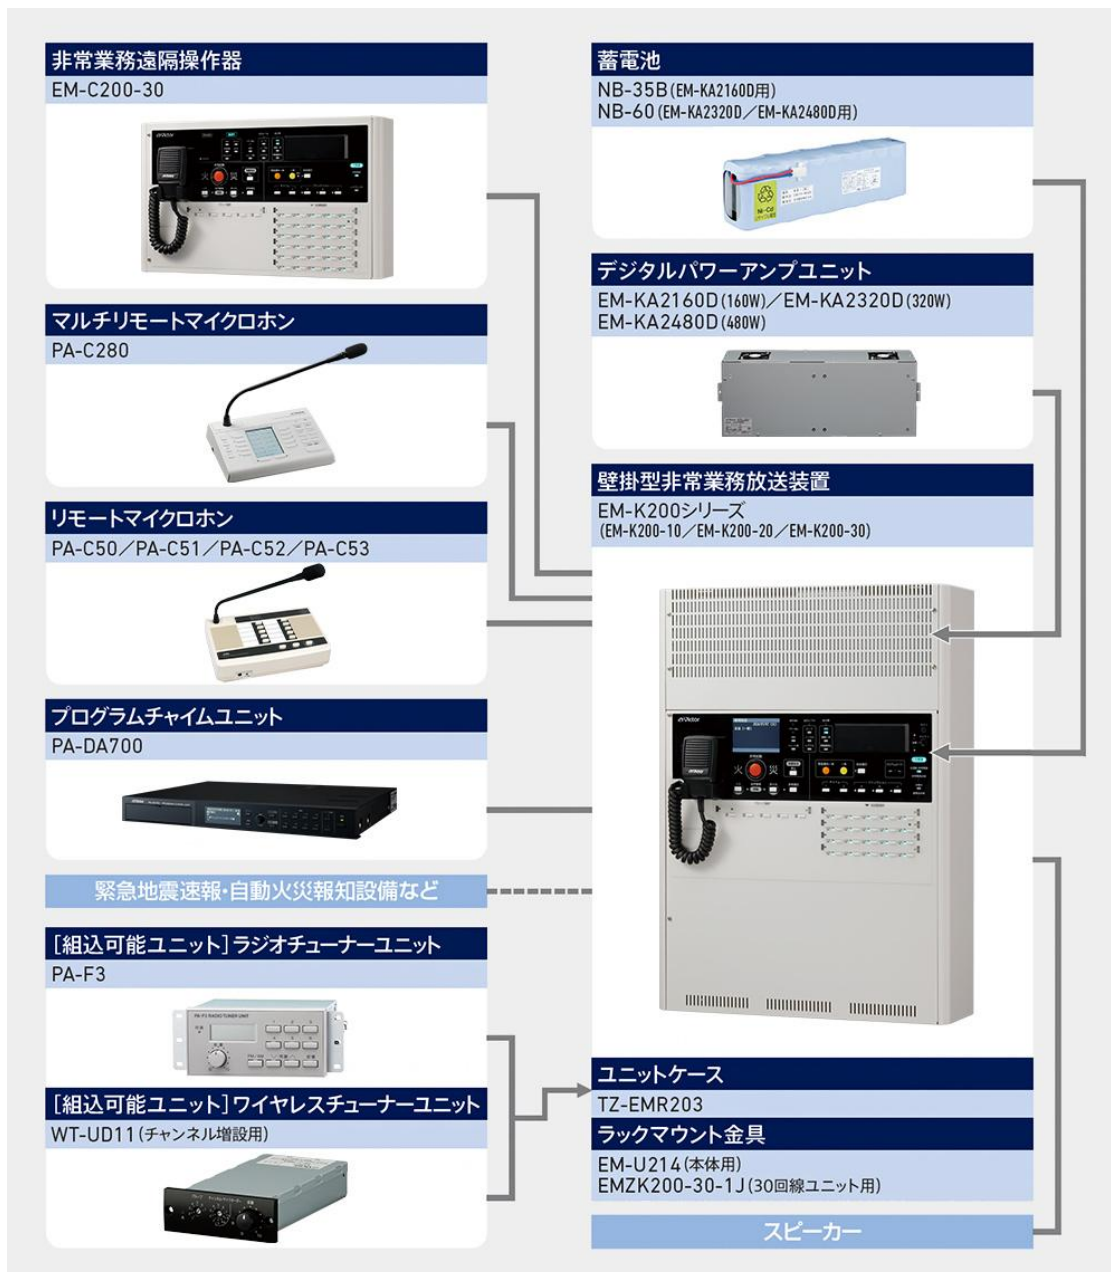 非常業務遠隔操作器
EM-C200-30
マルチリモートマイクロホン
PA-C280
リモートマイクロホン
PA-C50／PA-C51／PA-C52／PA-C53
プログラムチャイムユニット
PA-DA700
緊急地震速報・自動火災報知設備など
［組込可能ユニット］ラジオチューナーユニット
PA-F3
PA-F3 RADIO TUNER UNIT
［組込可能ユニット］ワイヤレスチューナーユニット
WT-UD11（チャンネル増設用）
蓄電池
NB-35B（EM-KA2160D用）
NB-60（EM-KA2320D／EM-KA2480D用）
Ni-Cd
デジタルパワーアンプユニット
EM-KA2160D（160W）／EM-KA2320D（320W）
EM-KA2480D（480W）
壁掛型非常業務放送装置
EM-K200シリーズ
（EM-K200-10／EM-K200-20／EM-K200-30）
Victor
ユニットケース
TZ-EMR203
ラックマウント金具
EM-U214（本体用）
EMZK200-30-1J（30回線ユニット用）
スピーカー